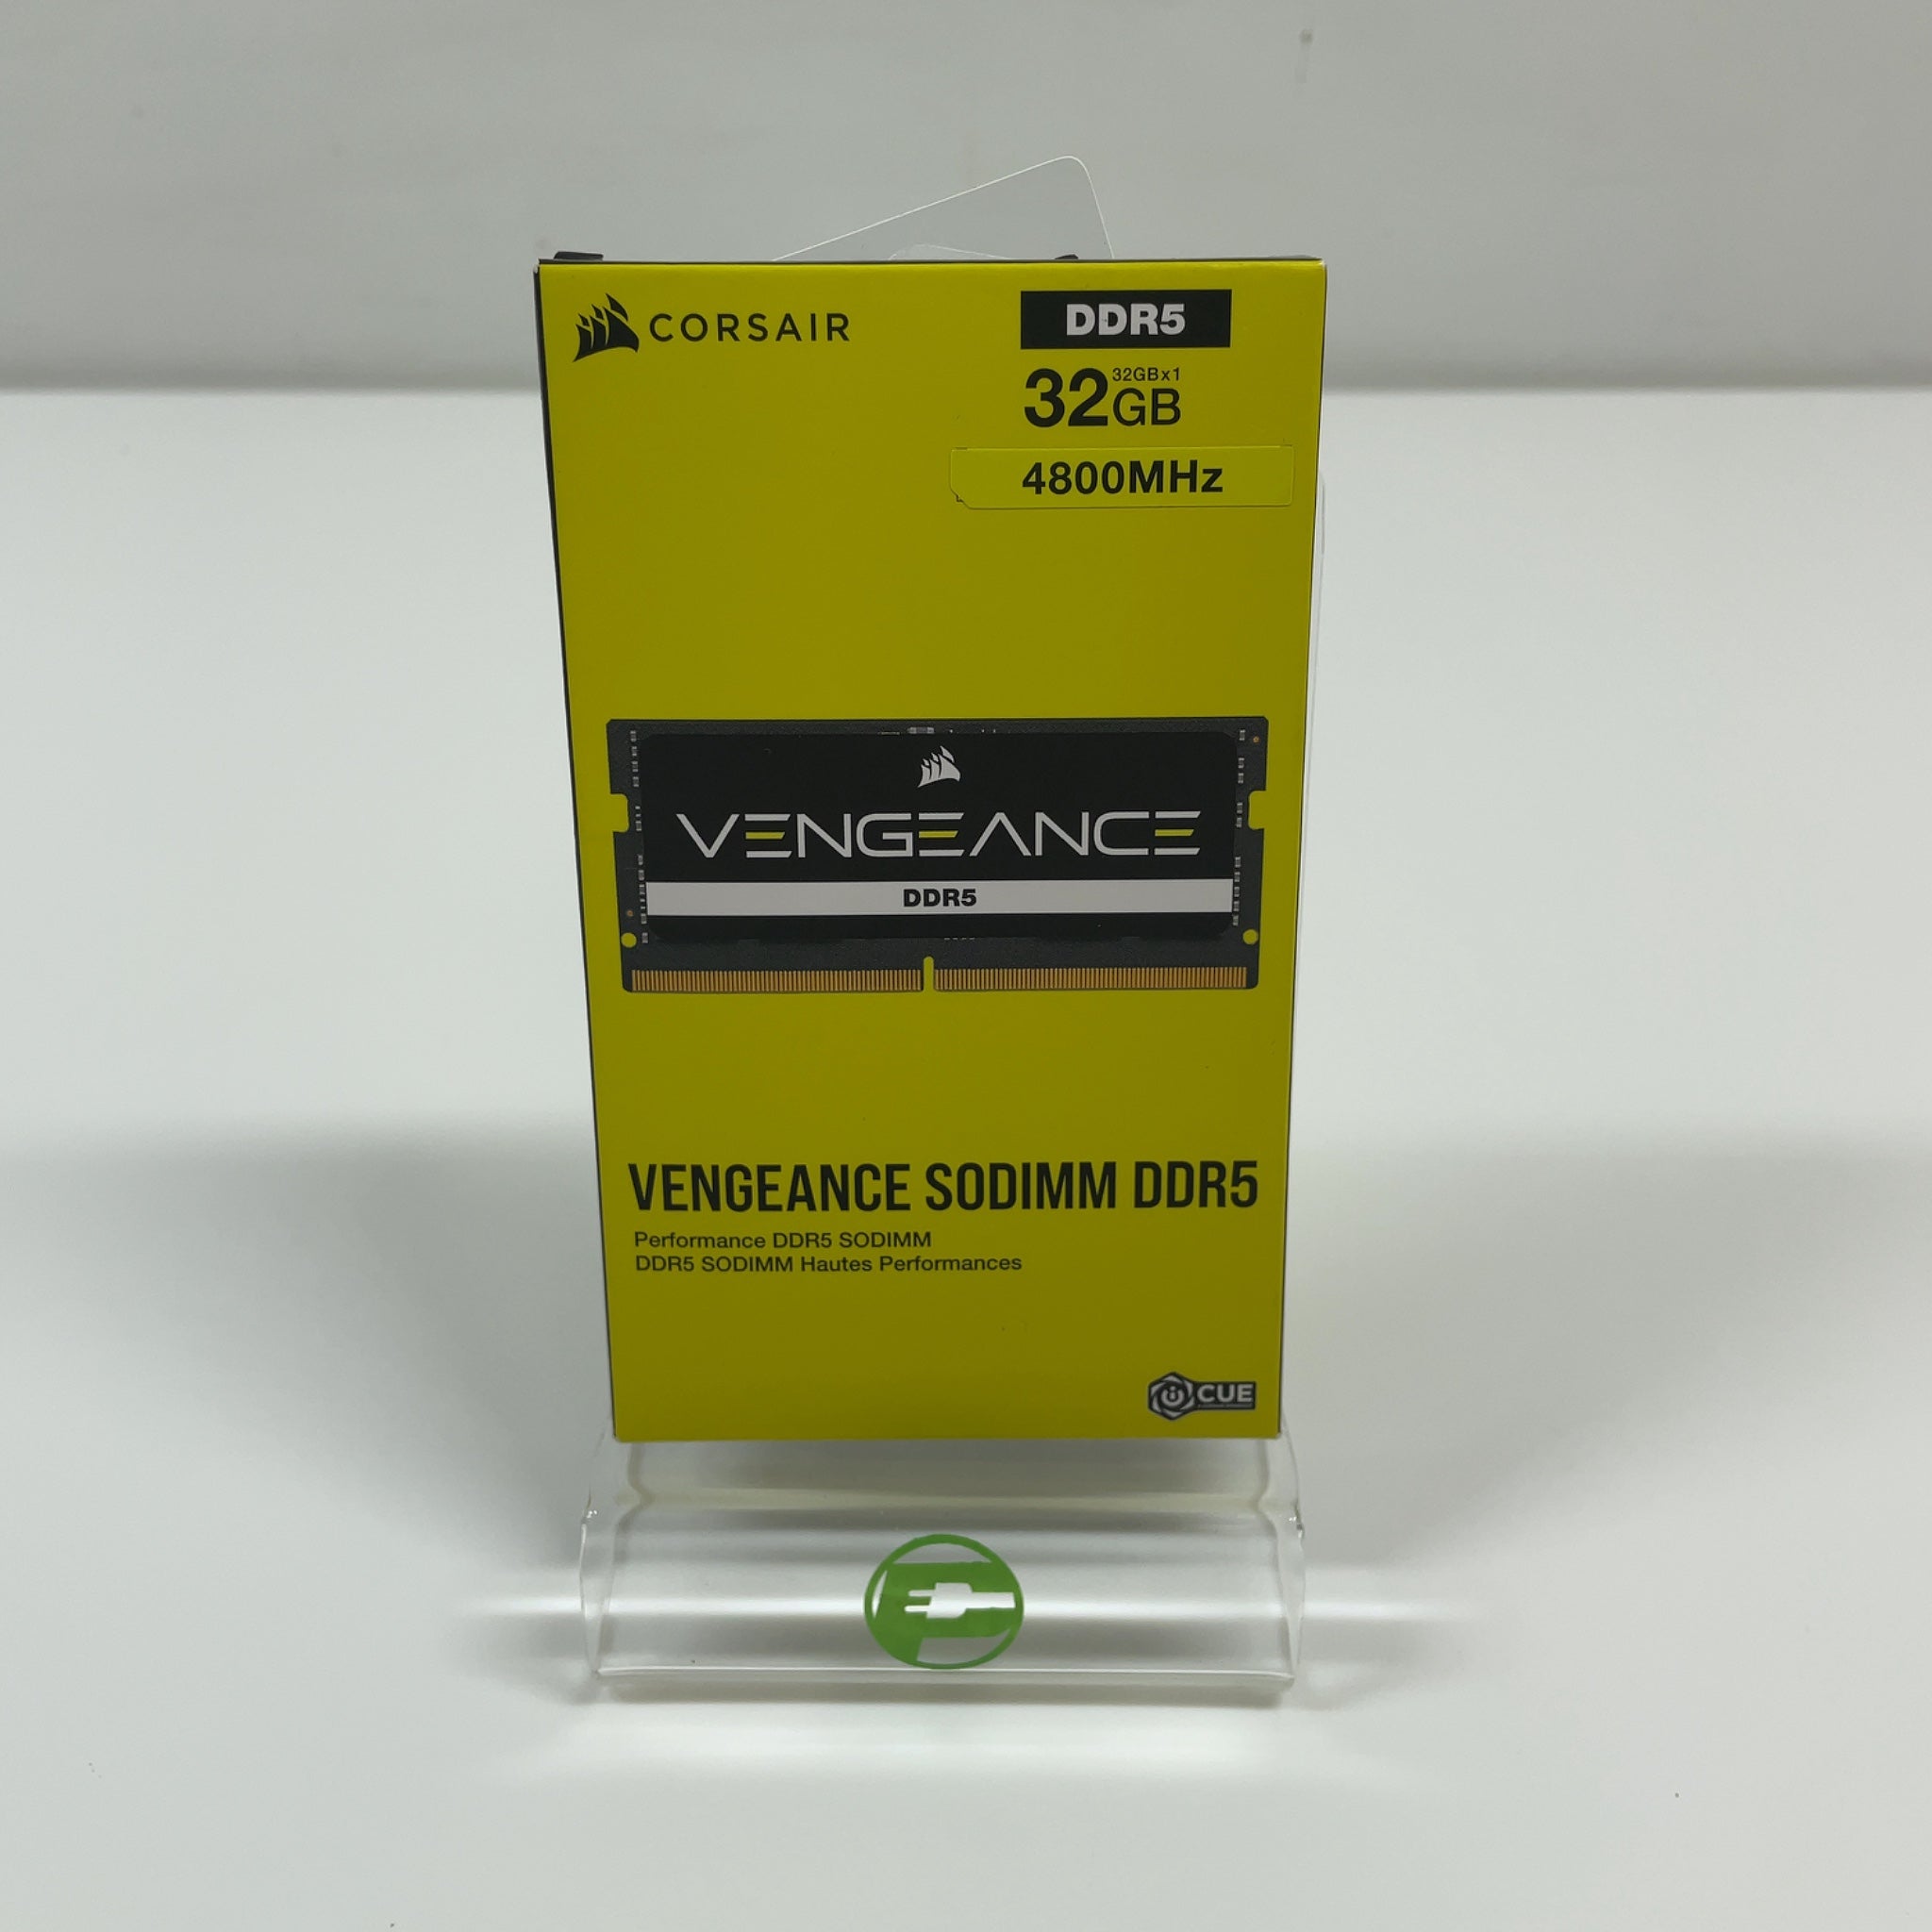 CORSAIR
DDR5
32GBx1
32GB
4800MHz
VENGEANCE
DDR5
VENGEANCE SODIMM DDR5
Performance DDR5 SODIMM
DDR5 SODIMM Hautes Performances
iCUE